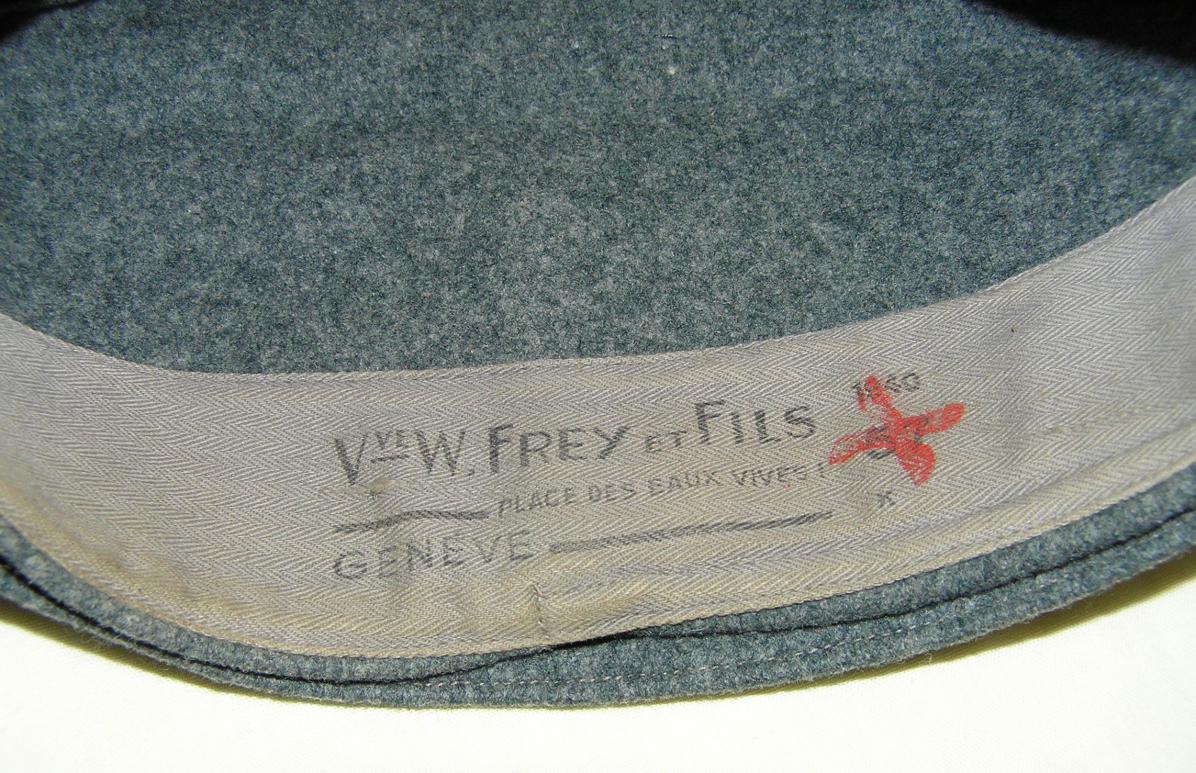 Vve W. FREY ET FILS
PLACE DES EAUX VIVES
GENEVE
K